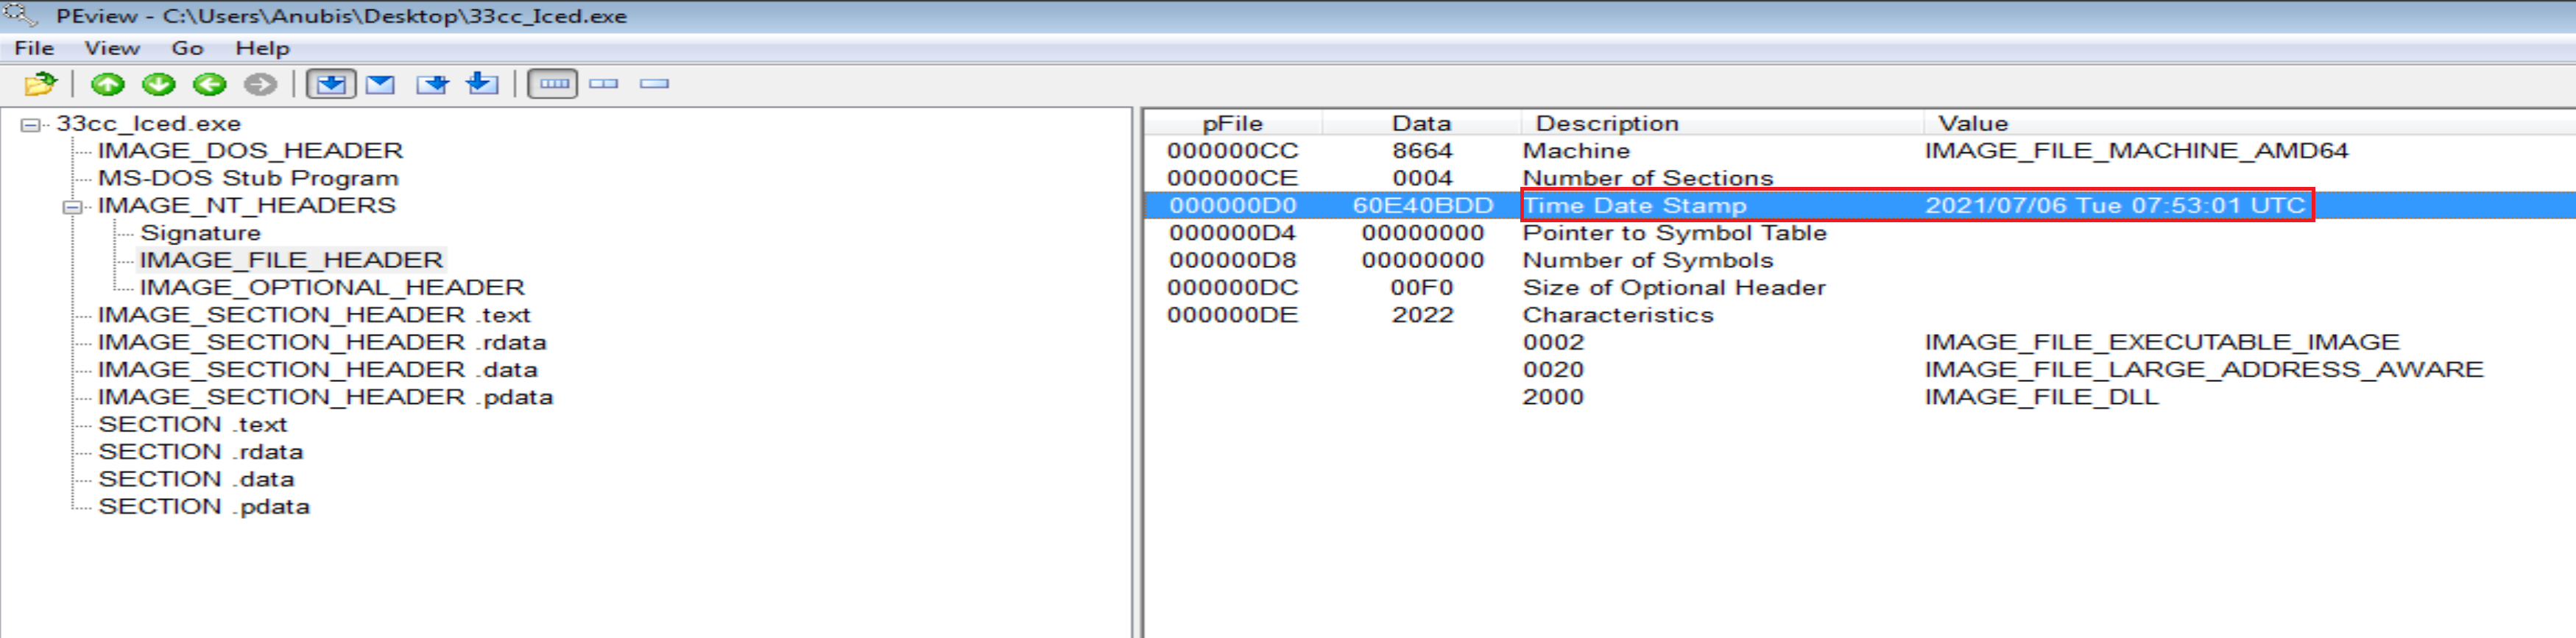 PEview - C:\Users\Anubis\Desktop\33cc_Iced.exe
File View Go Help
33cc_Iced.exe
IMAGE_DOS_HEADER
MS-DOS Stub Program
IMAGE_NT_HEADERS
Signature
IMAGE_FILE_HEADER
IMAGE_OPTIONAL_HEADER
IMAGE_SECTION_HEADER .text
IMAGE_SECTION_HEADER .rdata
IMAGE_SECTION_HEADER .data
IMAGE_SECTION_HEADER .pdata
SECTION .text
SECTION .rdata
SECTION .data
SECTION .pdata
pFile Data Description Value
000000CC 8664 Machine IMAGE_FILE_MACHINE_AMD64
000000CE 0004 Number of Sections
000000D0 60E40BDD Time Date Stamp 2021/07/06 Tue 07:53:01 UTC
000000D4 00000000 Pointer to Symbol Table
000000D8 00000000 Number of Symbols
000000DC 00F0 Size of Optional Header
000000DE 2022 Characteristics
0002 IMAGE_FILE_EXECUTABLE_IMAGE
0020 IMAGE_FILE_LARGE_ADDRESS_AWARE
2000 IMAGE_FILE_DLL